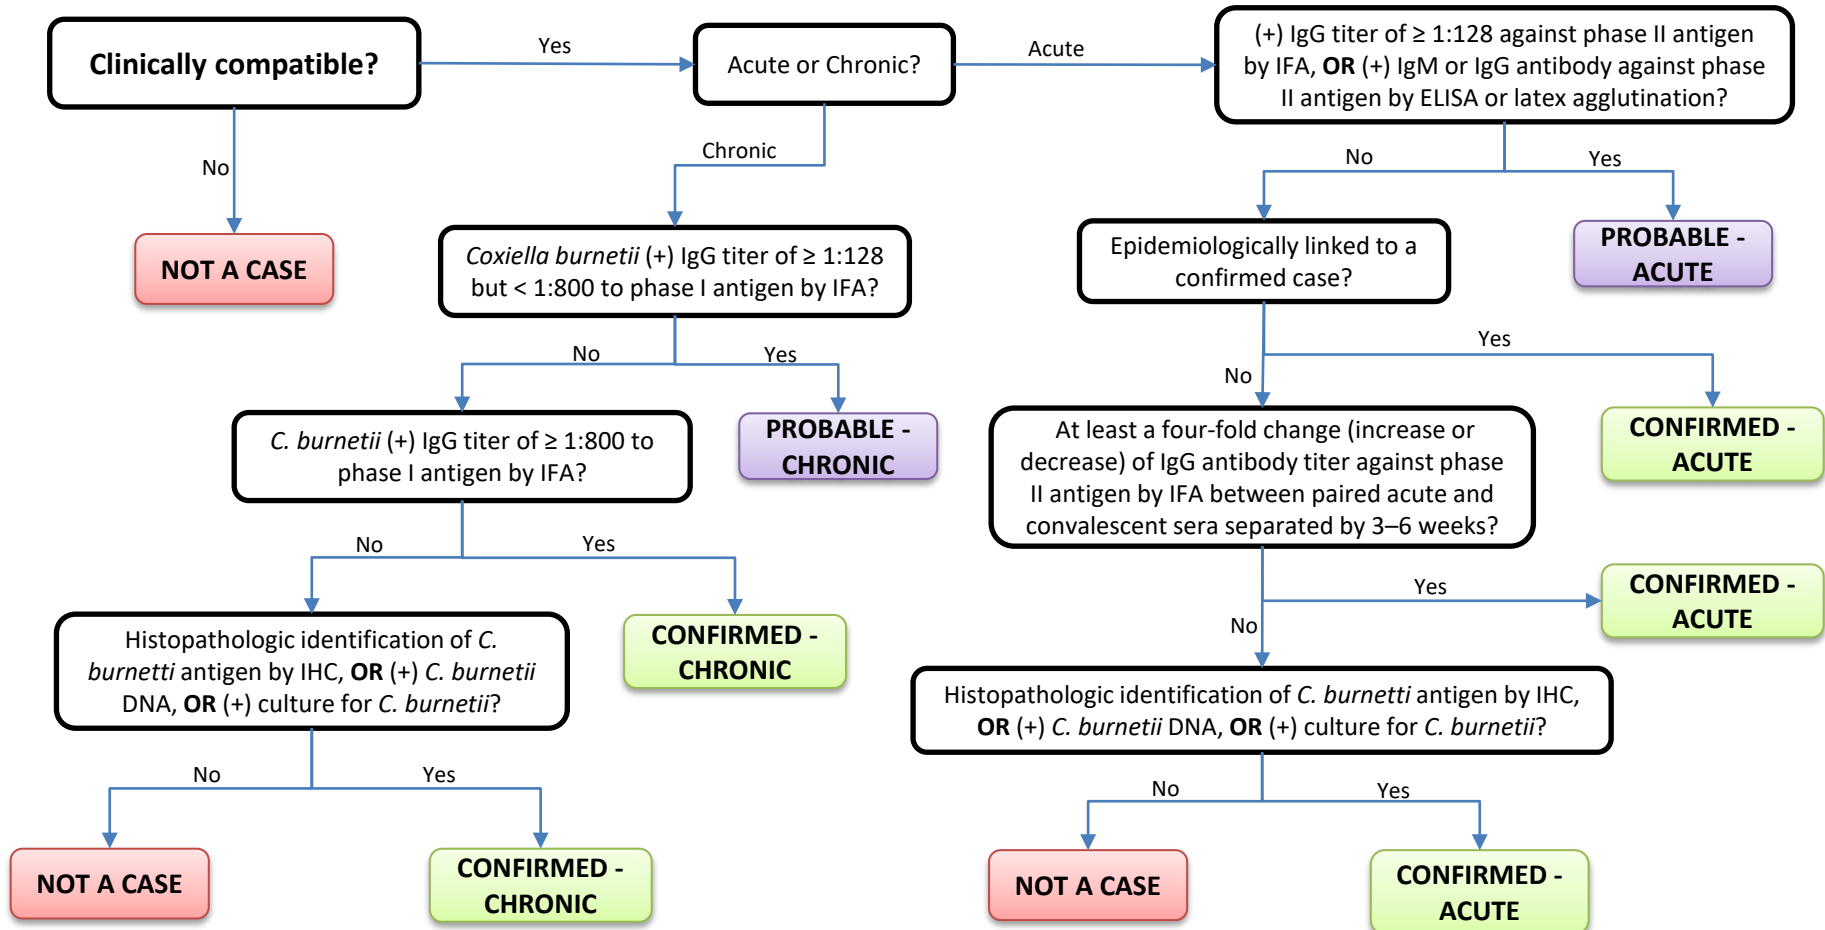 Clinically compatible?
Yes
Acute or Chronic?
Acute
(+) IgG titer of ≥ 1:128 against phase II antigen
by IFA, OR (+) IgM or IgG antibody against phase
II antigen by ELISA or latex agglutination?
No
NOT A CASE
Chronic
Coxiella burnetii (+) IgG titer of ≥ 1:128
but < 1:800 to phase I antigen by IFA?
No
Yes
PROBABLE -
CHRONIC
C. burnetii (+) IgG titer of ≥ 1:800 to
phase I antigen by IFA?
No
Yes
CONFIRMED -
CHRONIC
Histopathologic identification of C.
burnetti antigen by IHC, OR (+) C. burnetii
DNA, OR (+) culture for C. burnetii?
No
Yes
NOT A CASE
CONFIRMED -
CHRONIC
No
Yes
PROBABLE -
ACUTE
Epidemiologically linked to a
confirmed case?
Yes
No
CONFIRMED -
ACUTE
At least a four-fold change (increase or
decrease) of IgG antibody titer against phase
II antigen by IFA between paired acute and
convalescent sera separated by 3–6 weeks?
Yes
No
CONFIRMED -
ACUTE
Histopathologic identification of C. burnetti antigen by IHC,
OR (+) C. burnetii DNA, OR (+) culture for C. burnetii?
No
Yes
NOT A CASE
CONFIRMED -
ACUTE